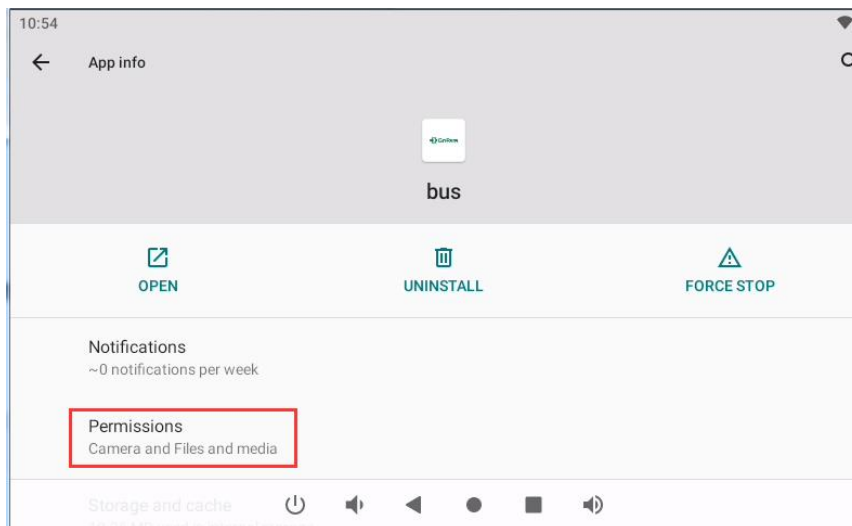 10:54
App info
bus
OPEN
UNINSTALL
FORCE STOP
Notifications
~0 notifications per week
Permissions
Camera and Files and media
Storage and cache